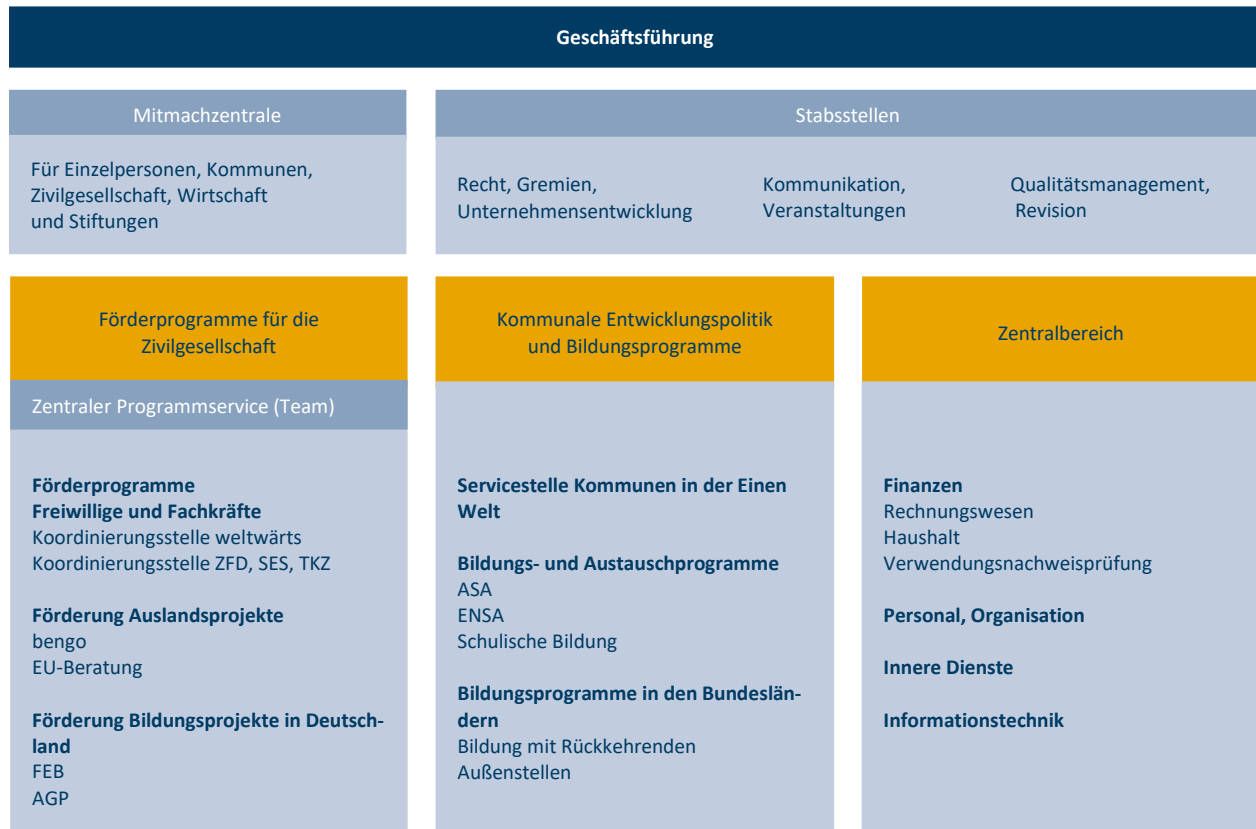 Geschäftsführung
Mitmachzentrale
Für Einzelpersonen, Kommunen,
Zivilgesellschaft, Wirtschaft
und Stiftungen
Stabsstellen
Recht, Gremien,
Unternehmensentwicklung
Kommunikation,
Veranstaltungen
Qualitätsmanagement,
Revision
Förderprogramme für die
Zivilgesellschaft
Zentraler Programmservice (Team)
Förderprogramme
Freiwillige und Fachkräfte
Koordinierungsstelle weltwärts
Koordinierungsstelle ZFD, SES, TKZ
Förderung Auslandsprojekte
bengo
EU-Beratung
Förderung Bildungsprojekte in Deutsch-
land
FEB
AGP
Kommunale Entwicklungspolitik
und Bildungsprogramme
Servicestelle Kommunen in der Einen
Welt
Bildungs- und Austauschprogramme
ASA
ENSA
Schulische Bildung
Bildungsprogramme in den Bundeslän-
dern
Bildung mit Rückkehrenden
Außenstellen
Zentralbereich
Finanzen
Rechnungswesen
Haushalt
Verwendungsnachweisprüfung
Personal, Organisation
Innere Dienste
Informationstechnik